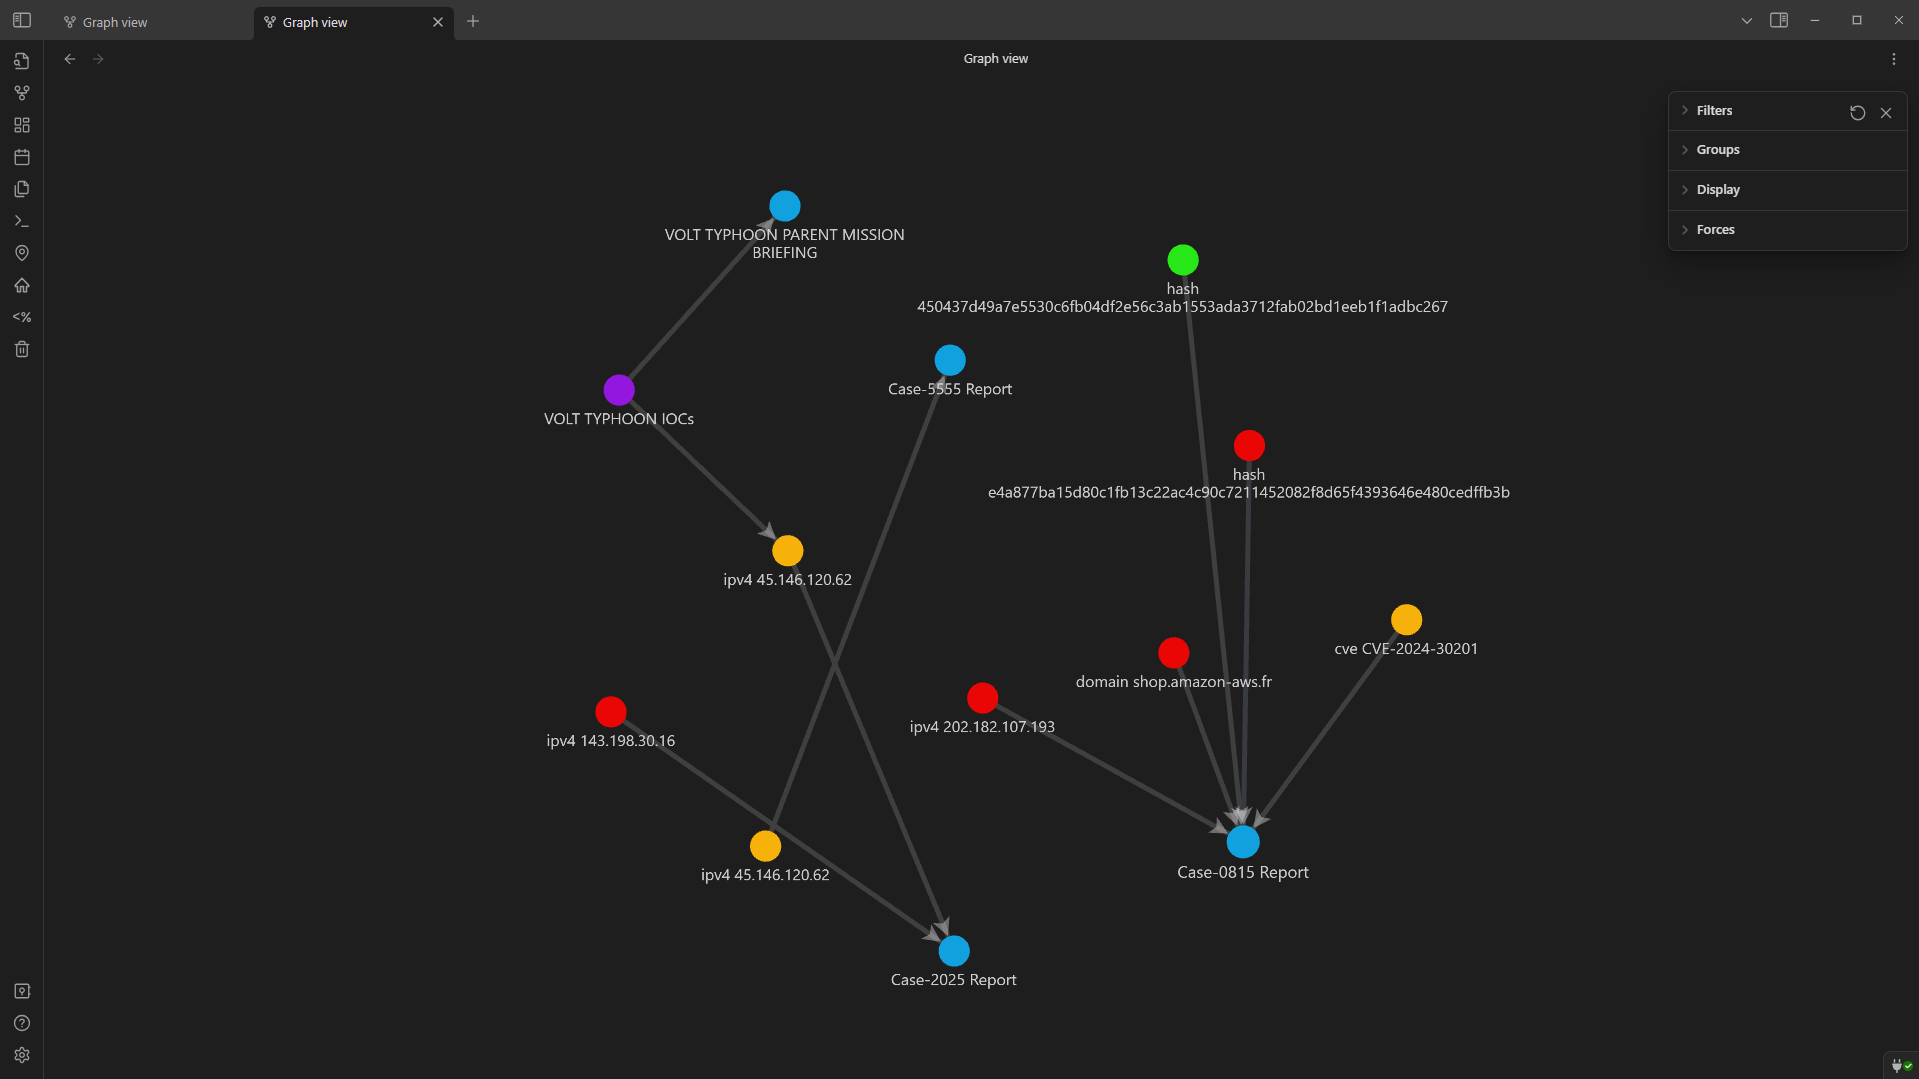 Graph view
Graph view
Graph view
Filters
Groups
Display
Forces
VOLT TYPHOON PARENT MISSION
BRIEFING
hash
450437d49a7e5530c6fb04df2e56c3ab1553ada3712fab02bd1eeb1f1adbc267
Case-5555 Report
VOLT TYPHOON IOCs
hash
e4a877ba15d80c1fb13c22ac4c90c7211452082f8d65f4393646e480cedffb3b
ipv4 45.146.120.62
cve CVE-2024-30201
domain shop.amazon-aws.fr
ipv4 202.182.107.193
ipv4 143.198.30.16
ipv4 45.146.120.62
Case-0815 Report
Case-2025 Report